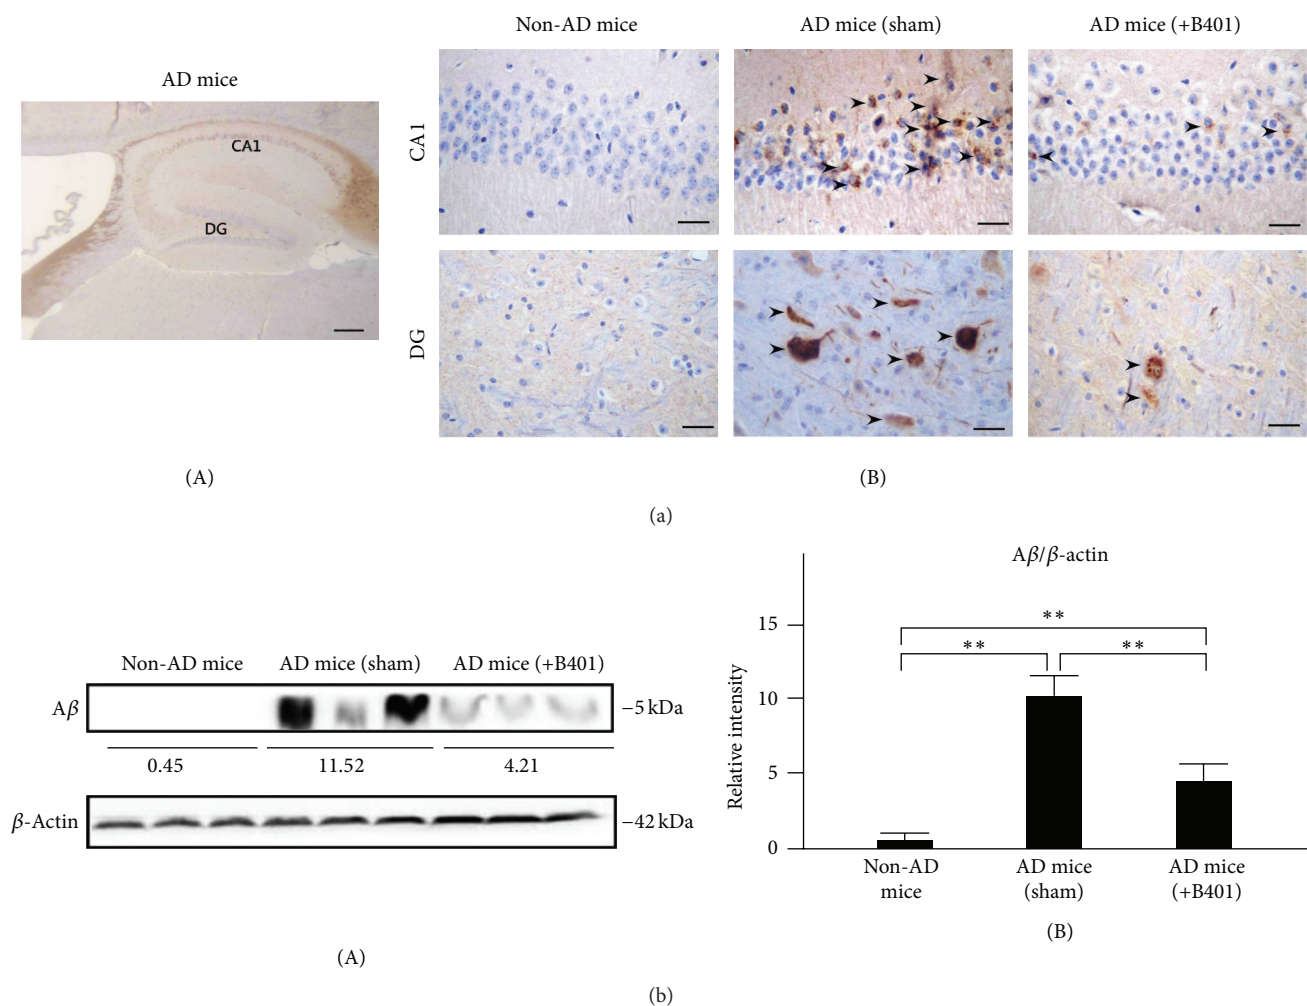 Non-AD mice AD mice (sham) AD mice (+B401)
AD mice
CA1
DG
CA1
DG
(A)
(B)
(a)
Non-AD mice AD mice (sham) AD mice (+B401)
Aβ
−5 kDa
0.45 11.52 4.21
β-Actin
−42 kDa
(A)
Aβ/β-actin
Relative intensity
15
10
5
0
** 
** **
Non-AD mice
AD mice (sham)
AD mice (+B401)
(B)
(b)